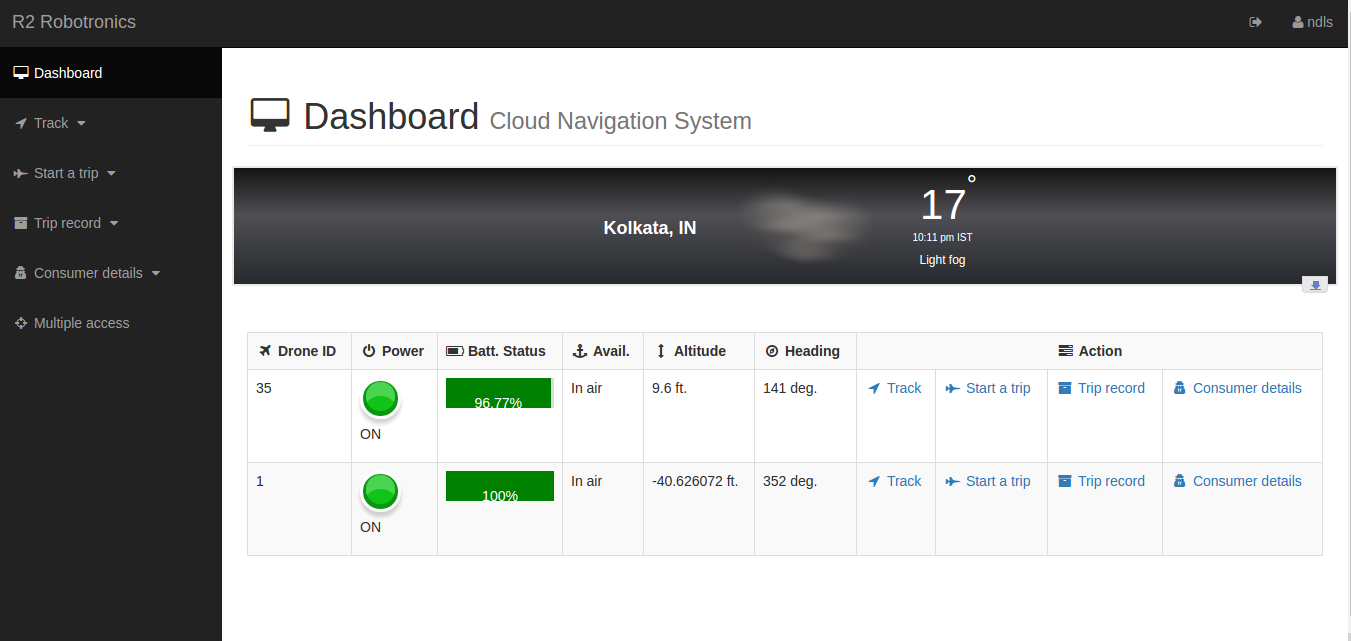 R2 Robotronics
ndls
Dashboard
Track
Start a trip
Trip record
Consumer details
Multiple access
Dashboard Cloud Navigation System
Kolkata, IN
17°
10:11 pm IST
Light fog
Drone ID Power Batt. Status Avail. Altitude Heading Action
35 ON 96.77% In air 9.6 ft. 141 deg. Track Start a trip Trip record Consumer details
1 ON 100% In air -40.626072 ft. 352 deg. Track Start a trip Trip record Consumer details